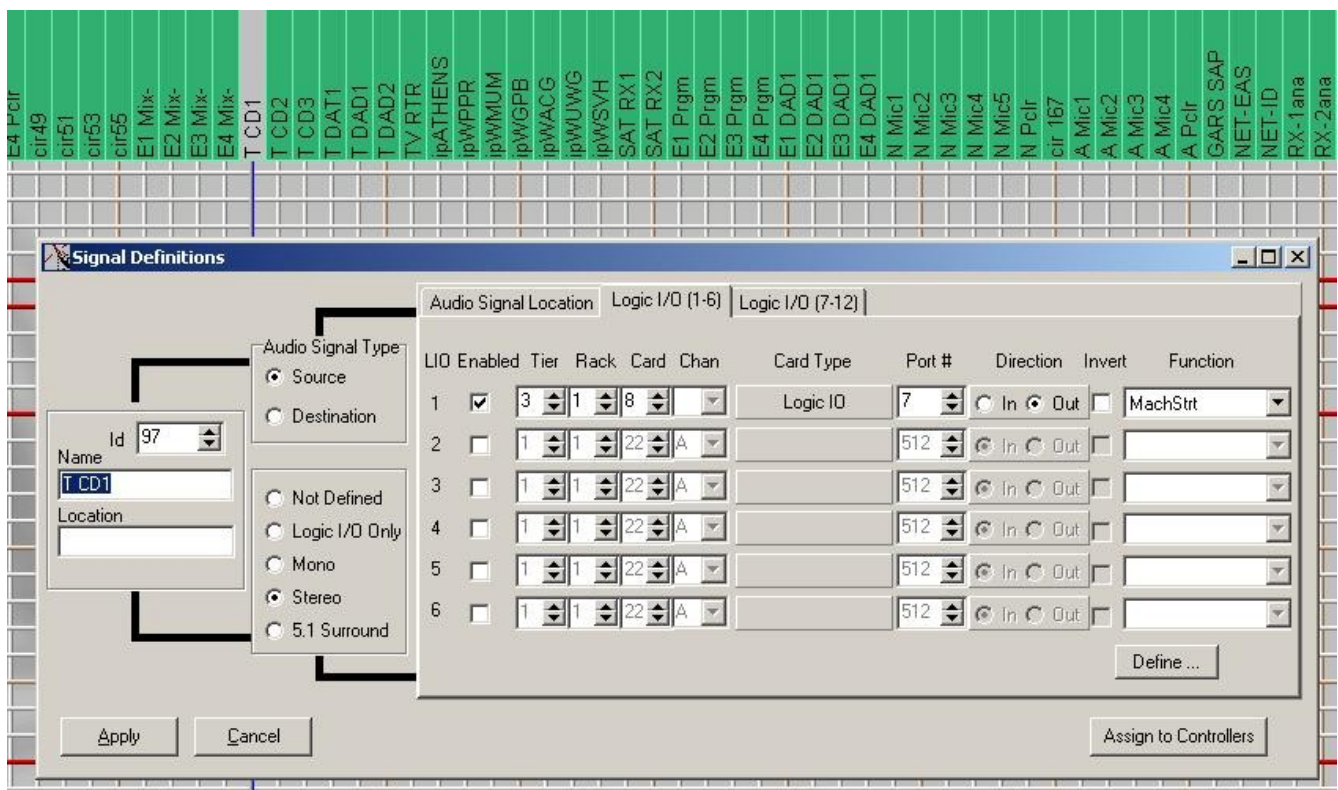 E4 Pclr
cir49
cir51
cir53
cir55
E1 Mix-
E2 Mix-
E3 Mix-
E4 Mix-
T CD1
T CD2
T CD3
T DAT1
T DAD1
T DAD2
TV RTR
ipATHENS
ipWPPR
ipWMUM
ipWGPB
ipWACG
ipWUWG
ipWSVH
SAT RX1
SAT RX2
E1 Prgm
E2 Prgm
E3 Prgm
E4 Prgm
E1 DAD1
E2 DAD1
E3 DAD1
E4 DAD1
N Mic1
N Mic2
N Mic3
N Mic4
N Mic5
N Pclr
cir 167
A Mic1
A Mic2
A Mic3
A Mic4
A Pclr
GARS SAP
NET-EAS
NET-ID
RX-1ana
RX-2ana
Signal Definitions
Id 97
Name
T CD1
Location
Audio Signal Type
Source
Destination
Not Defined
Logic I/O Only
Mono
Stereo
5.1 Surround
Audio Signal Location Logic I/O (1-6) Logic I/O (7-12)
LIO Enabled Tier Rack Card Chan Card Type Port # Direction Invert Function
1 3 1 8 Logic IO 7 In Out MachStrt
2 1 1 22 A 512 In Out
3 1 1 22 A 512 In Out
4 1 1 22 A 512 In Out
5 1 1 22 A 512 In Out
6 1 1 22 A 512 In Out
Define ...
Apply Cancel Assign to Controllers